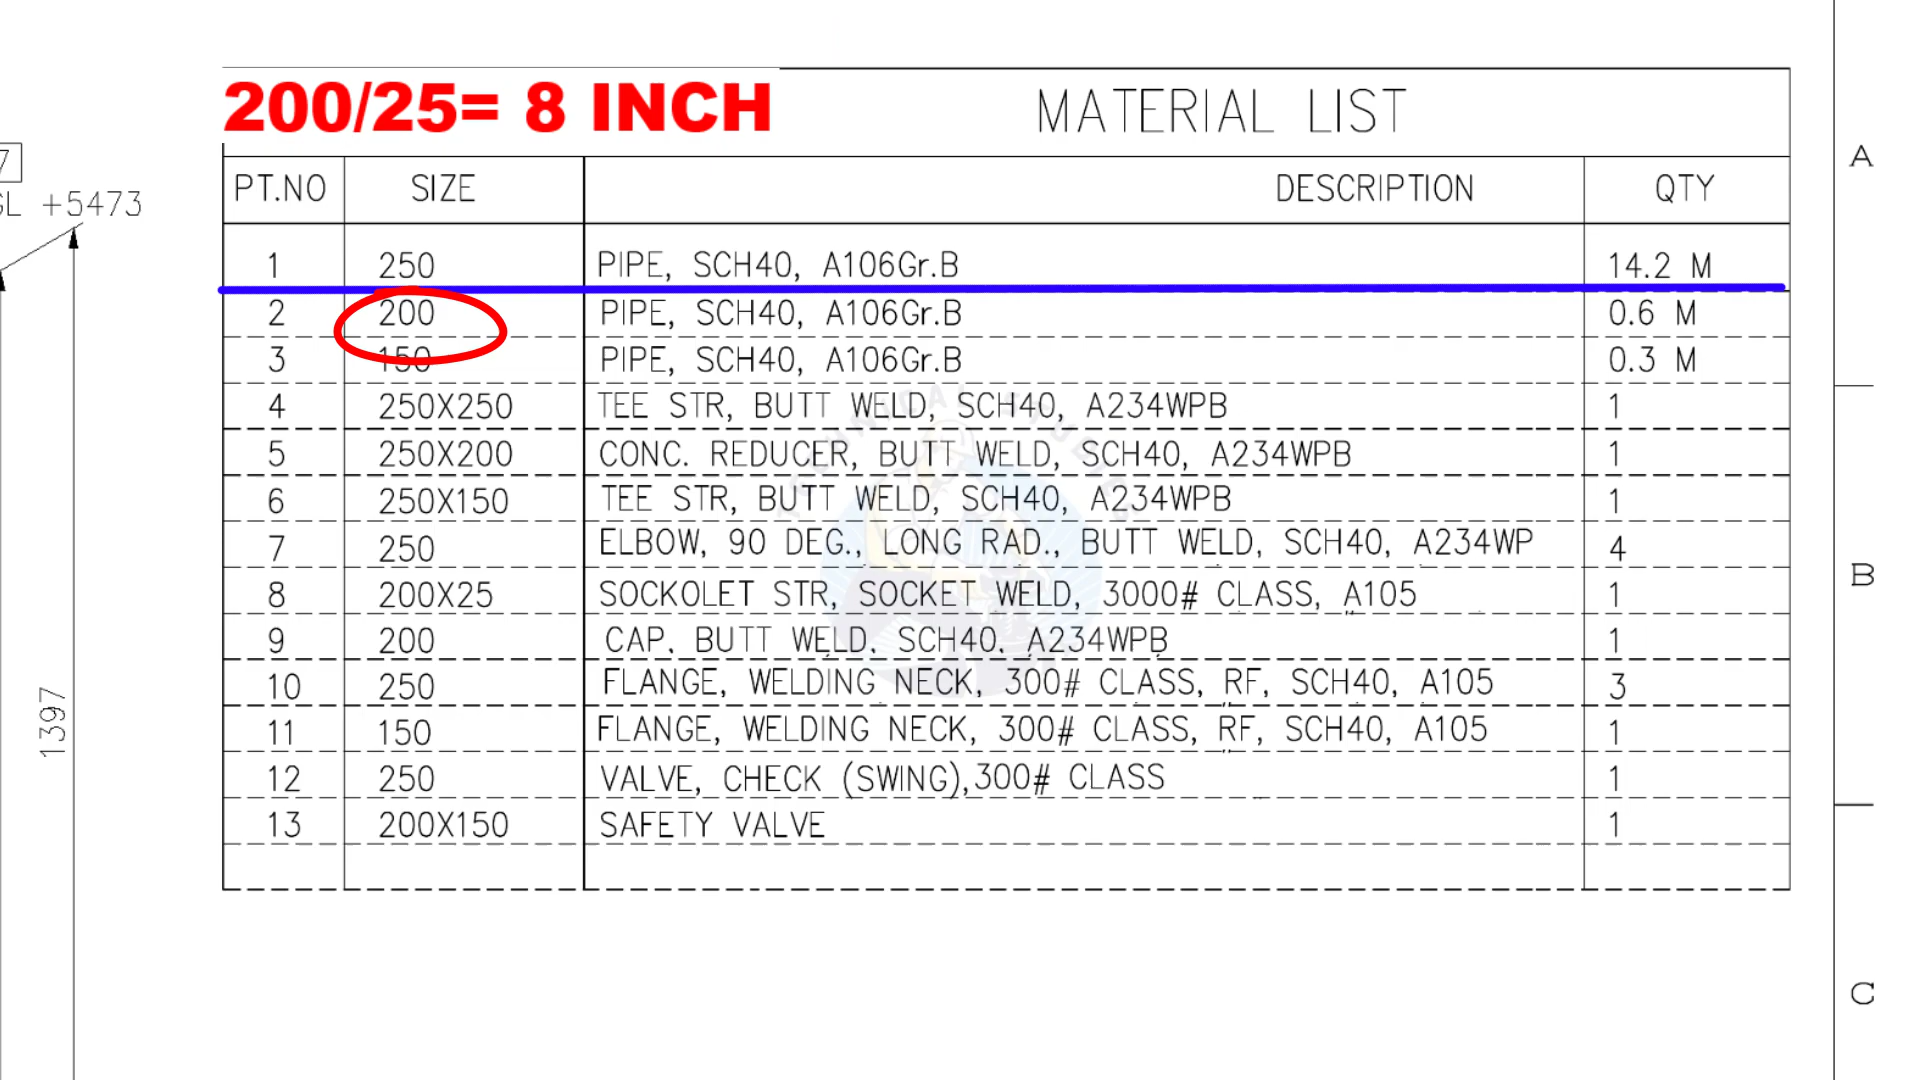 200/25= 8 INCH
MATERIAL LIST
PT.NO SIZE DESCRIPTION QTY
1 250 PIPE, SCH40, A106Gr.B 14.2 M
2 200 PIPE, SCH40, A106Gr.B 0.6 M
3 150 PIPE, SCH40, A106Gr.B 0.3 M
4 250X250 TEE STR, BUTT WELD, SCH40, A234WPB 1
5 250X200 CONC. REDUCER, BUTT WELD, SCH40, A234WPB 1
6 250X150 TEE STR, BUTT WELD, SCH40, A234WPB 1
7 250 ELBOW, 90 DEG., LONG RAD., BUTT WELD, SCH40, A234WP 4
8 200X25 SOCKOLET STR, SOCKET WELD, 3000# CLASS, A105 1
9 200 CAP, BUTT WELD, SCH40, A234WPB 1
10 250 FLANGE, WELDING NECK, 300# CLASS, RF, SCH40, A105 3
11 150 FLANGE, WELDING NECK, 300# CLASS, RF, SCH40, A105 1
12 250 VALVE, CHECK (SWING),300# CLASS 1
13 200X150 SAFETY VALVE 1
7
+5473
1397
A
B
C